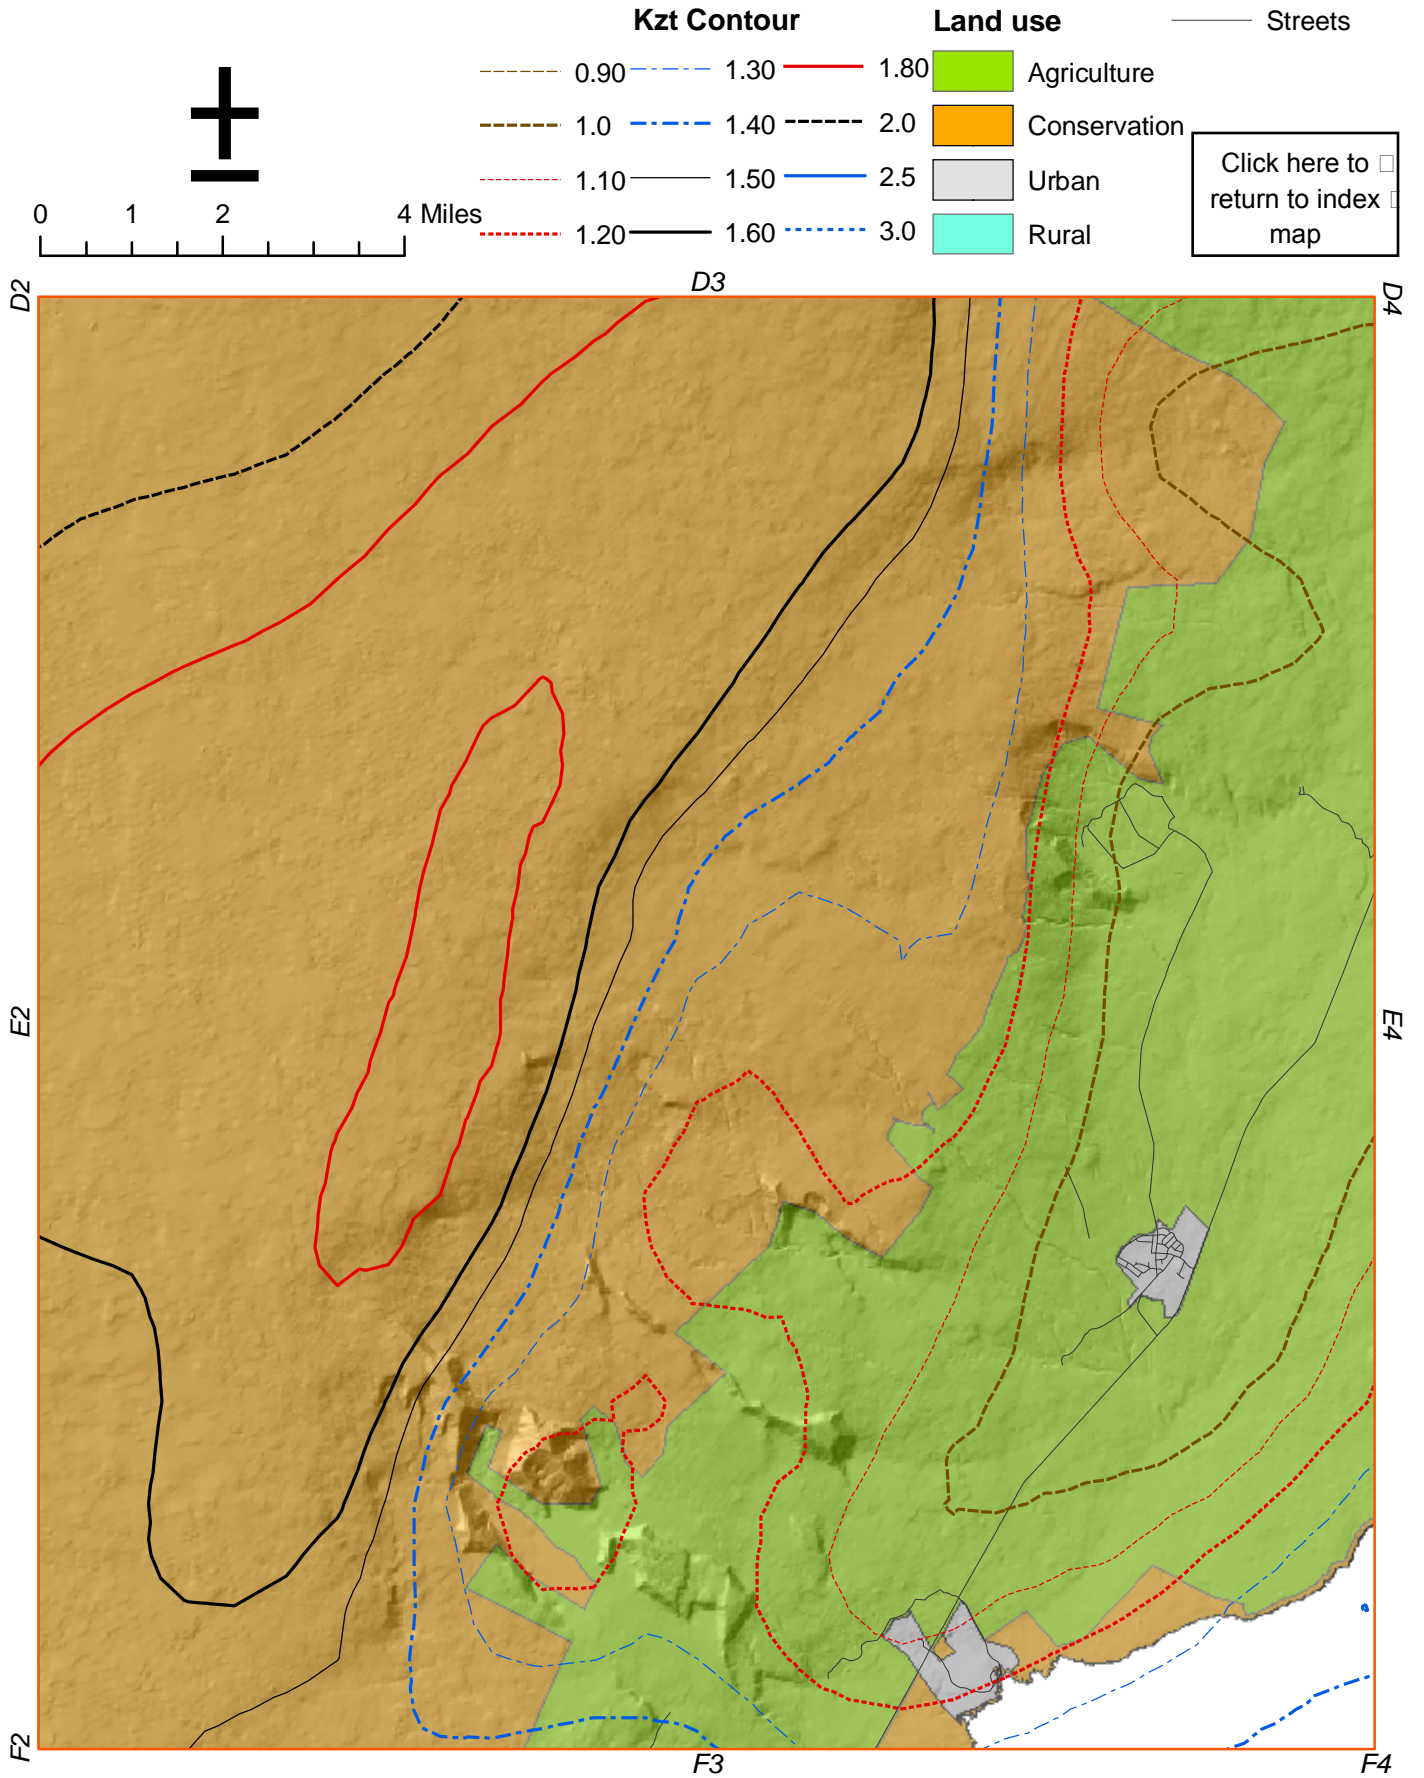 Kzt Contour
Land use
Streets
0.90
1.30
1.80
Agriculture
1.0
1.40
2.0
Conservation
1.10
1.50
2.5
Urban
1.20
1.60
3.0
Rural
Click here to
return to index
map
0 1 2 4 Miles
D2
D3
D4
E2
E4
F2
F3
F4